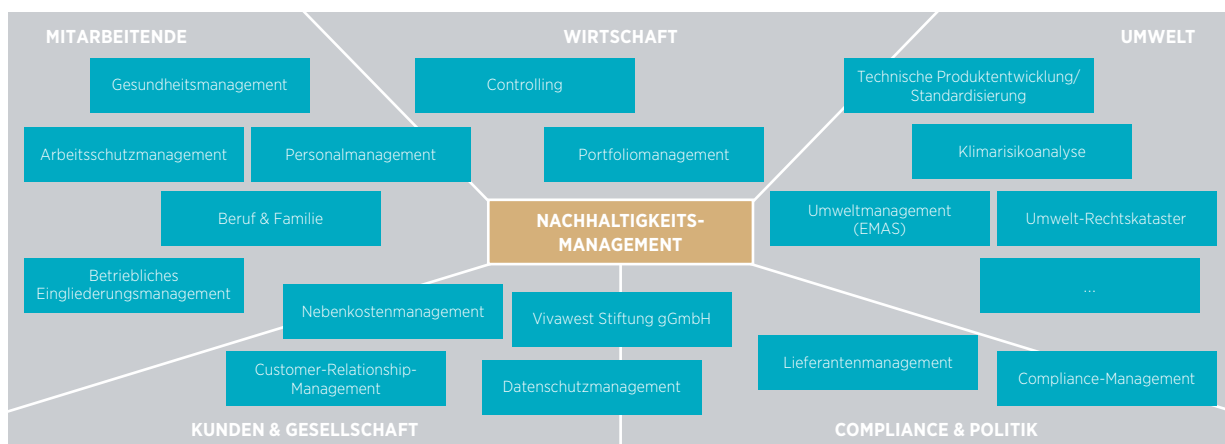 MITARBEITENDE
Gesundheitsmanagement
Arbeitsschutzmanagement
Personalmanagement
Beruf & Familie
Betriebliches
Eingliederungsmanagement
WIRTSCHAFT
Controlling
Portfoliomanagement
UMWELT
Technische Produktentwicklung/
Standardisierung
Klimarisikoanalyse
Umweltmanagement
(EMAS)
Umwelt-Rechtskataster
...
NACHHALTIGKEITS-
MANAGEMENT
Nebenkostenmanagement
Vivawest Stiftung gGmbH
Customer-Relationship-
Management
Datenschutzmanagement
KUNDEN & GESELLSCHAFT
Lieferantenmanagement
Compliance-Management
COMPLIANCE & POLITIK